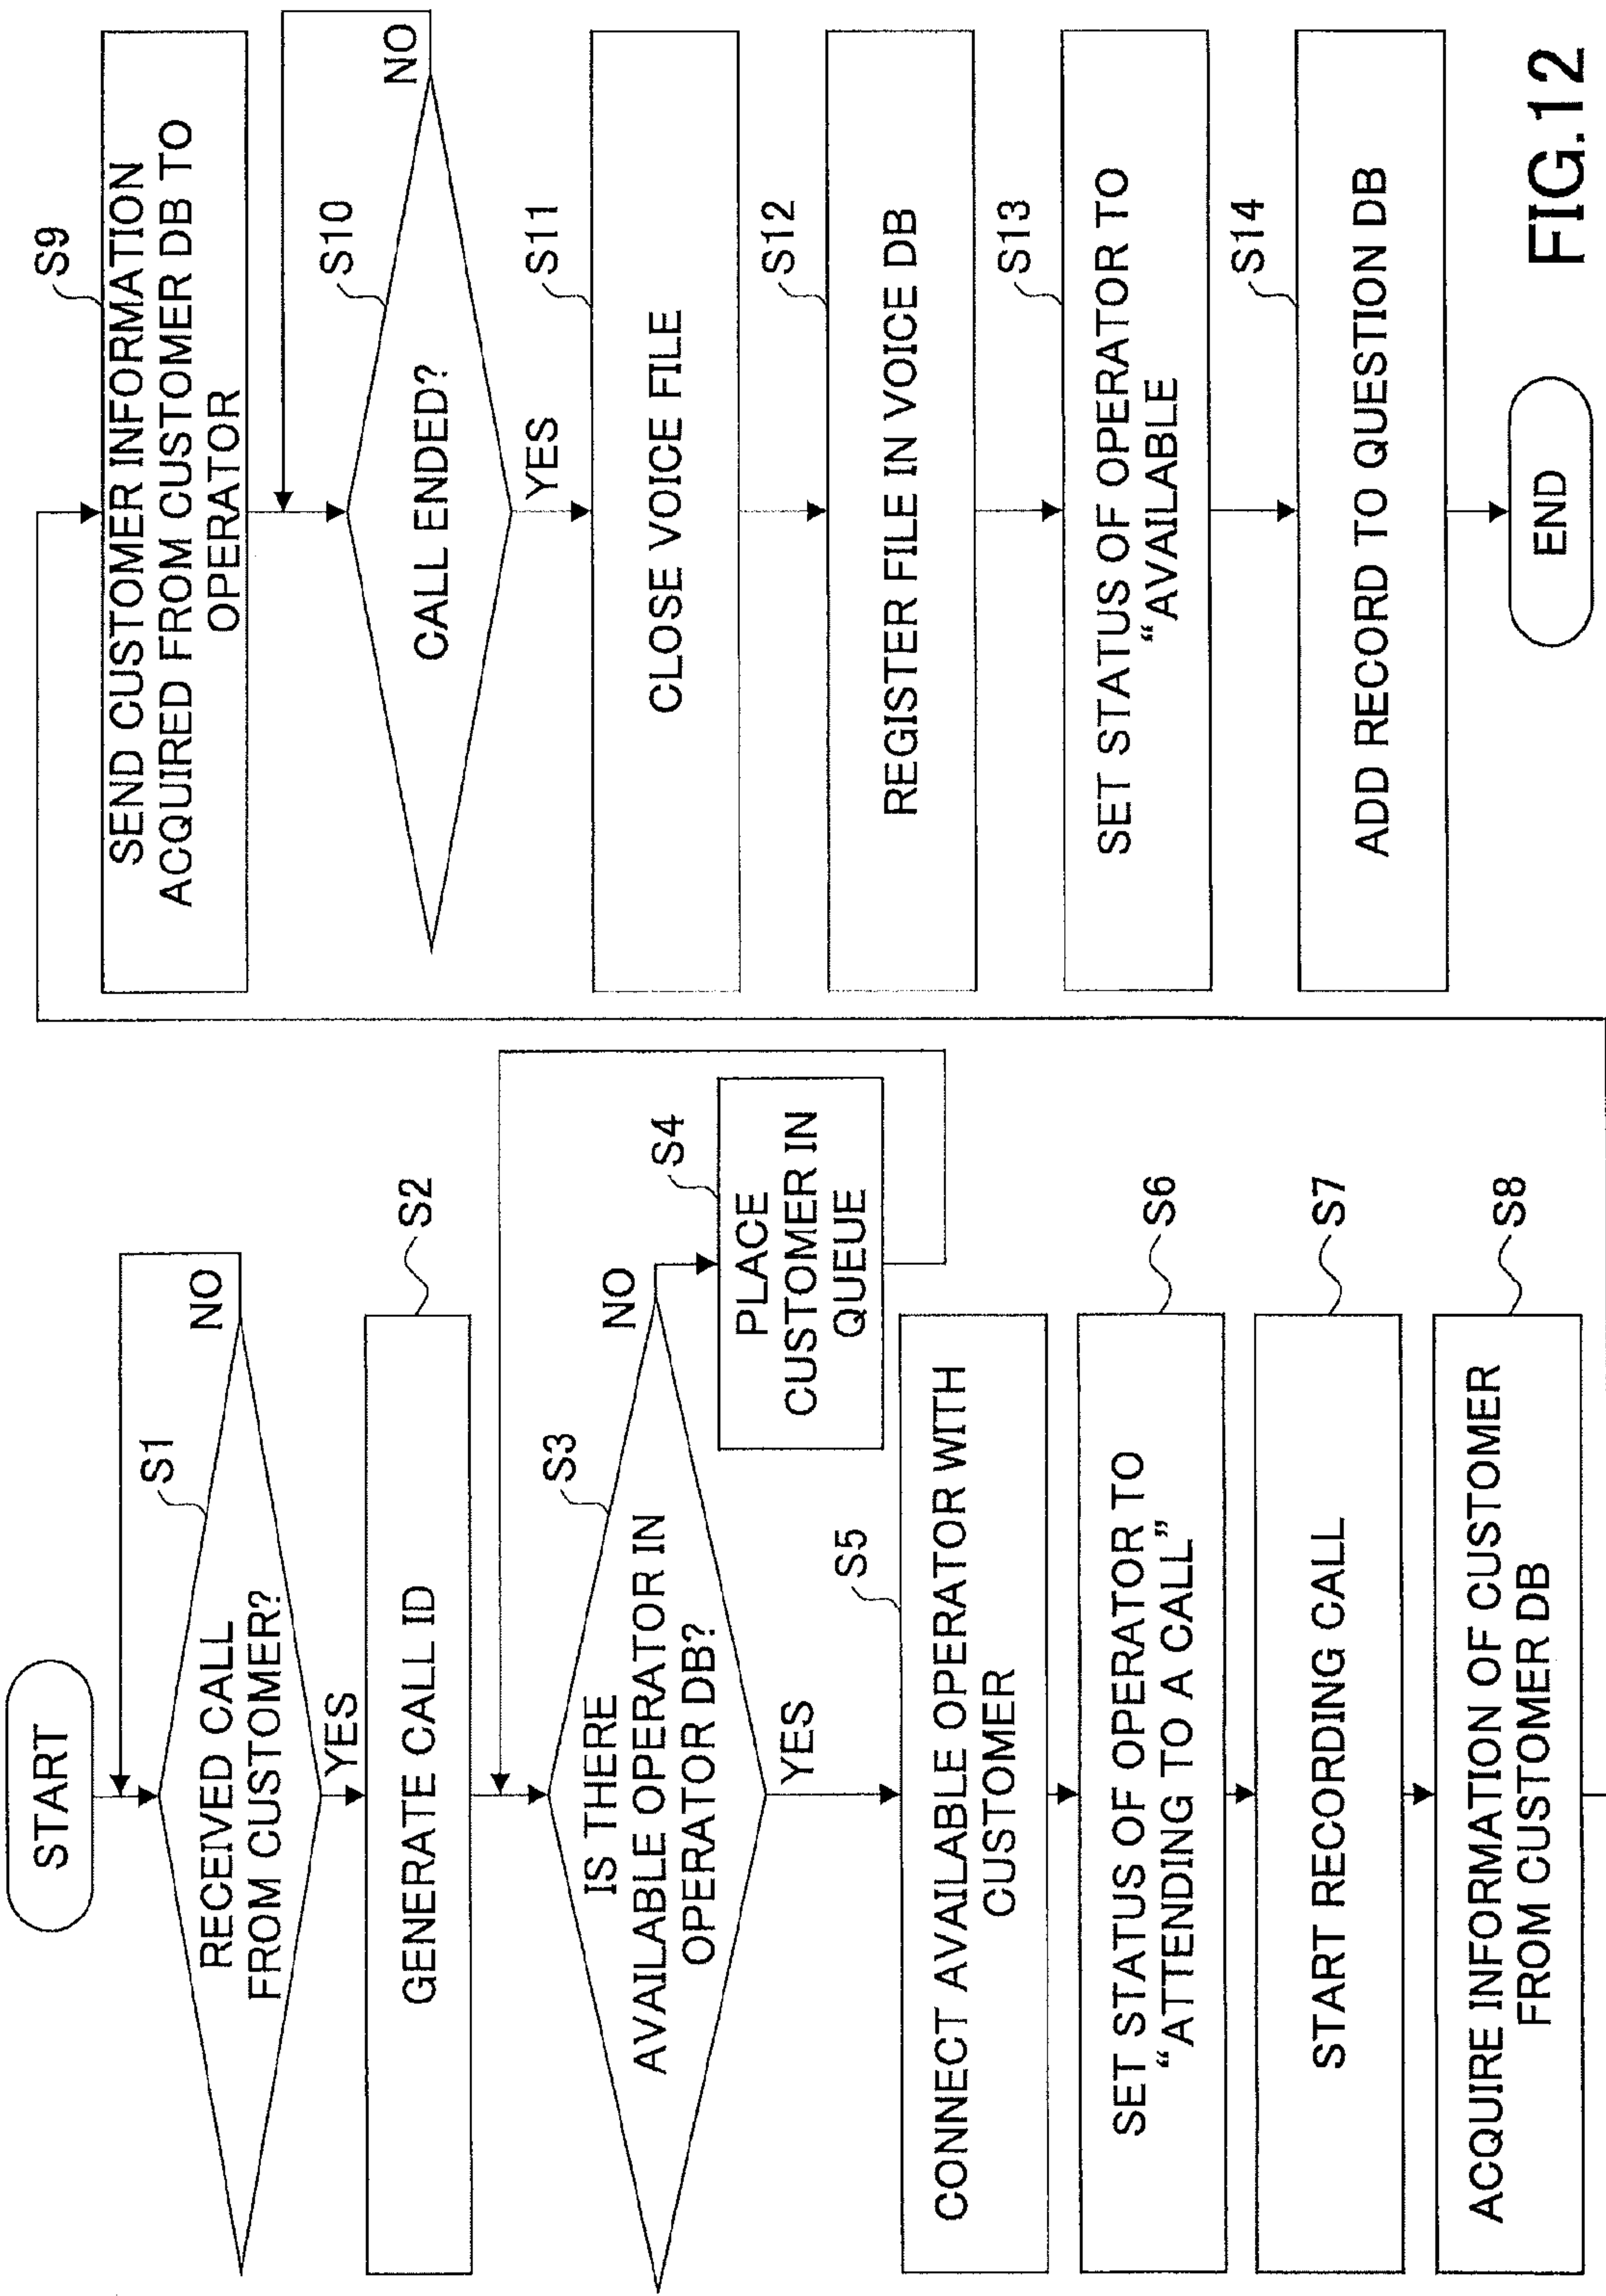 START
S1
RECEIVED CALL
FROM CUSTOMER?
NO
YES
S2
GENERATE CALL ID
S3
IS THERE
AVAILABLE OPERATOR IN
OPERATOR DB?
NO
YES
S4
PLACE
CUSTOMER IN
QUEUE
S5
CONNECT AVAILABLE OPERATOR WITH
CUSTOMER
S6
SET STATUS OF OPERATOR TO
“ATTENDING TO A CALL”
S7
START RECORDING CALL
S8
ACQUIRE INFORMATION OF CUSTOMER
FROM CUSTOMER DB
S9
SEND CUSTOMER INFORMATION
ACQUIRED FROM CUSTOMER DB TO
OPERATOR
S10
CALL ENDED?
NO
YES
S11
CLOSE VOICE FILE
S12
REGISTER FILE IN VOICE DB
S13
SET STATUS OF OPERATOR TO
“AVAILABLE
S14
ADD RECORD TO QUESTION DB
END
FIG.12